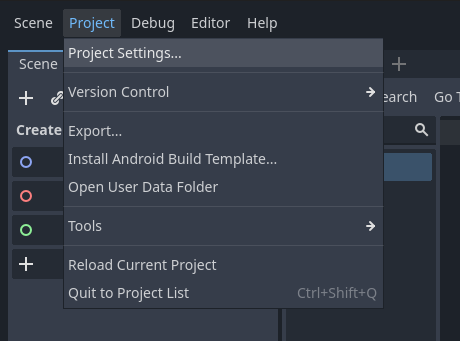 Scene Project Debug Editor Help
Project Settings...
Scene
Version Control
earch Go T
Export...
Create
Install Android Build Template...
Open User Data Folder
Tools
Reload Current Project
Quit to Project List Ctrl+Shift+Q